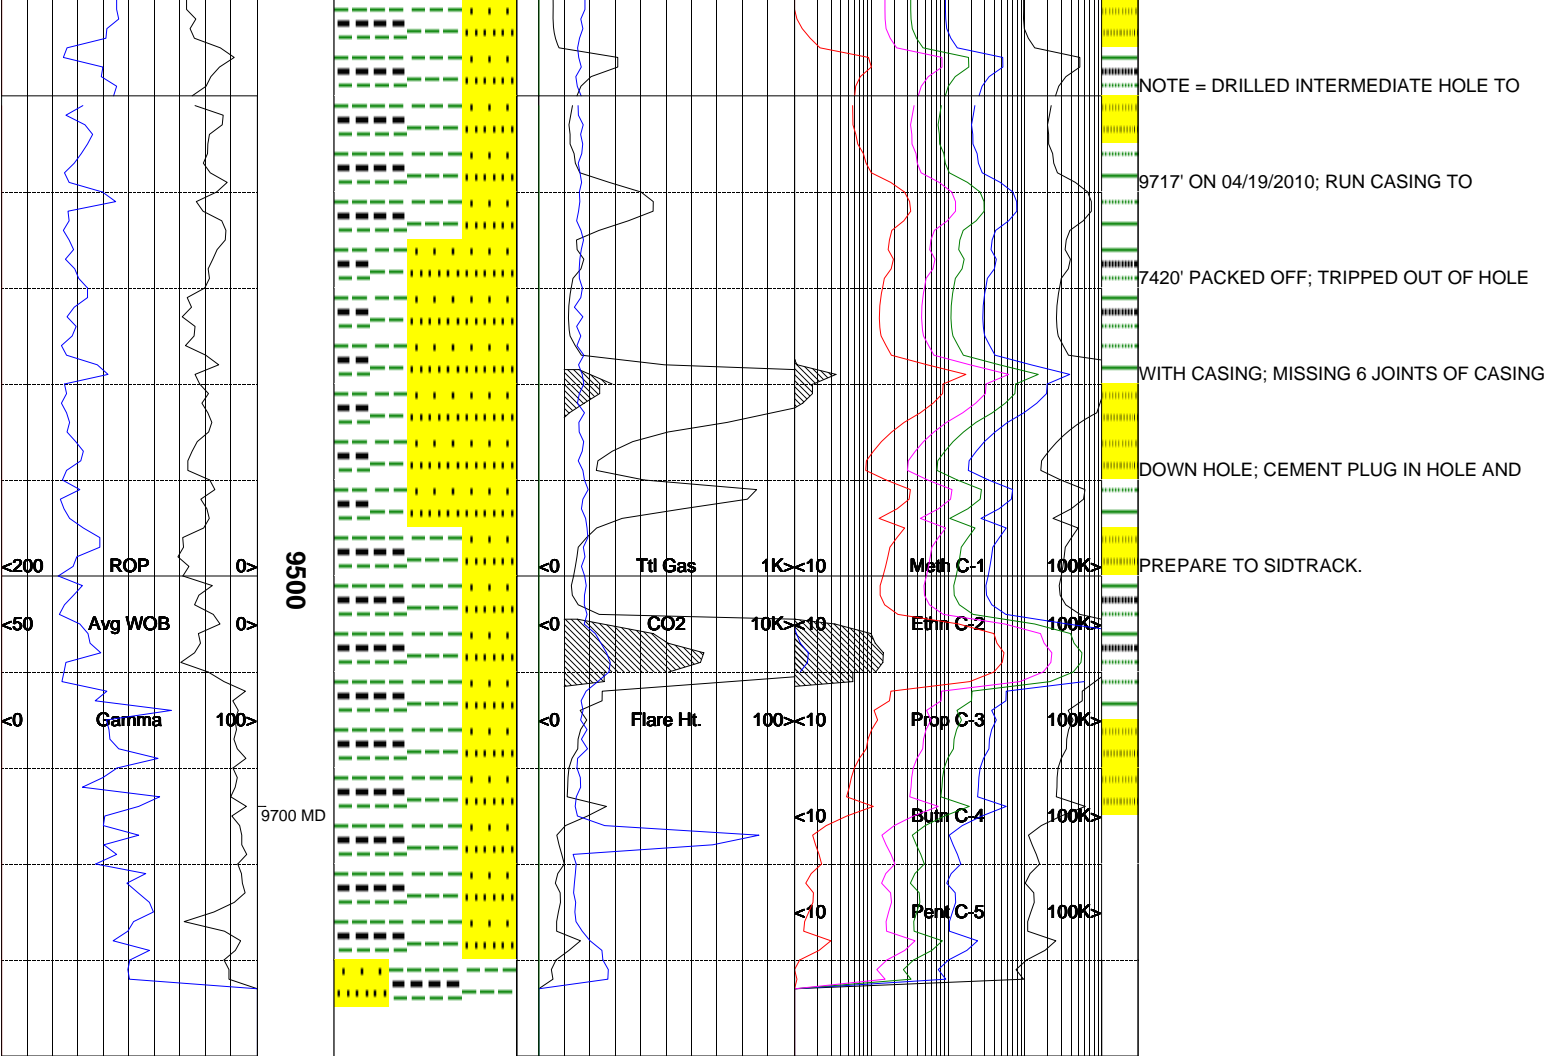 NOTE = DRILLED INTERMEDIATE HOLE TO
9717' ON 04/19/2010; RUN CASING TO
7420' PACKED OFF; TRIPPED OUT OF HOLE
WITH CASING; MISSING 6 JOINTS OF CASING
DOWN HOLE; CEMENT PLUG IN HOLE AND
PREPARE TO SIDTRACK.
<200 ROP 0>
9500
<0 Ttl Gas 1K>
<10 Meth C-1 100K>
<50 Avg WOB 0>
<0 CO2 10K>
<10 Ethn C-2 100K>
<0 Gamma 100>
<0 Flare Ht. 100>
<10 Prop C-3 100K>
9700 MD
<10 Butn C-4 100K>
<10 Pent C-5 100K>